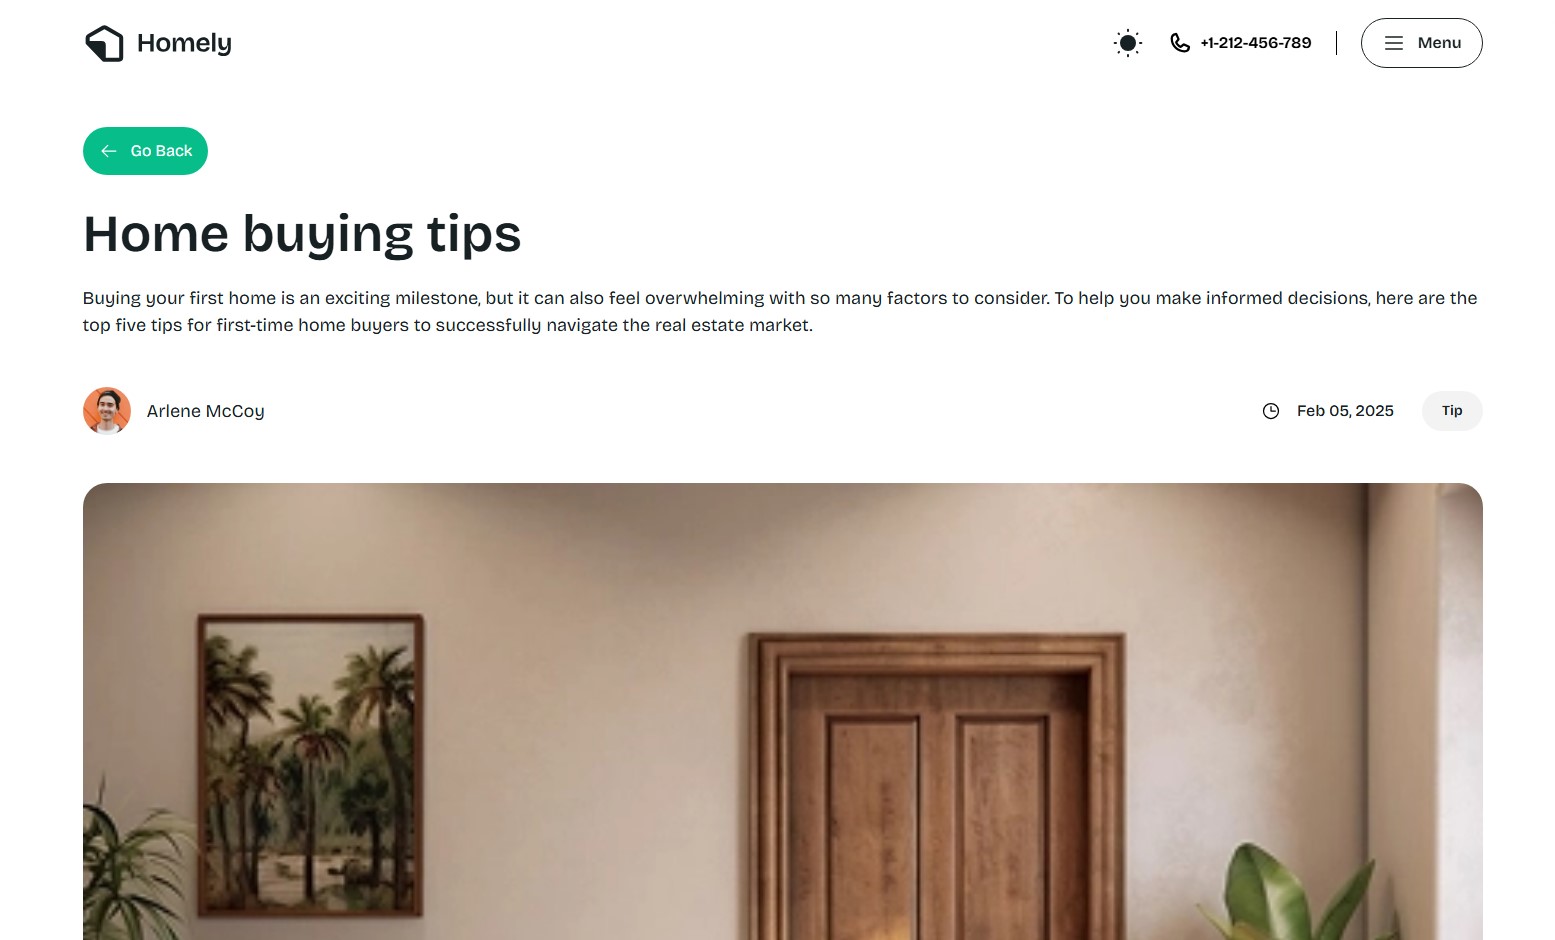 Homely
+1-212-456-789
Menu
Go Back
Home buying tips
Buying your first home is an exciting milestone, but it can also feel overwhelming with so many factors to consider. To help you make informed decisions, here are the
top five tips for first-time home buyers to successfully navigate the real estate market.
Arlene McCoy
Feb 05, 2025
Tip